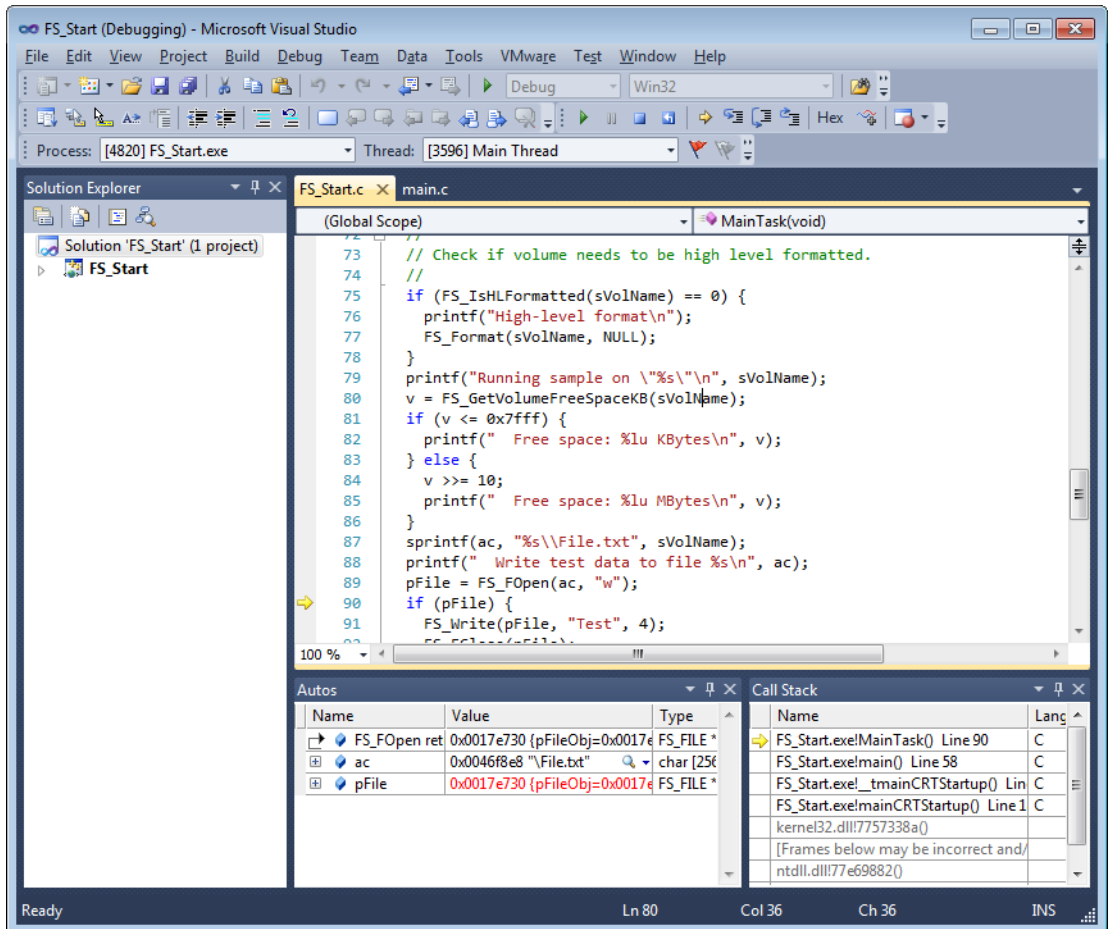 FS_Start (Debugging) - Microsoft Visual Studio
File Edit View Project Build Debug Team Data Tools VMware Test Window Help
Debug Win32
Hex
Process: [4820] FS_Start.exe Thread: [3596] Main Thread
Solution Explorer
Solution 'FS_Start' (1 project)
FS_Start
FS_Start.c main.c
(Global Scope) MainTask(void)
72 //
73 // Check if volume needs to be high level formatted.
74 //
75 if (FS_IsHLFormatted(sVolName) == 0) {
76 printf("High-level format\n");
77 FS_Format(sVolName, NULL);
78 }
79 printf("Running sample on \"%s\"\n", sVolName);
80 v = FS_GetVolumeFreeSpaceKB(sVolName);
81 if (v <= 0x7fff) {
82 printf("  Free space: %lu KBytes\n", v);
83 } else {
84 v >>= 10;
85 printf("  Free space: %lu MBytes\n", v);
86 }
87 sprintf(ac, "%s\\File.txt", sVolName);
88 printf("  Write test data to file %s\n", ac);
89 pFile = FS_FOpen(ac, "w");
90 if (pFile) {
91 FS_Write(pFile, "Test", 4);
100 %
Autos
Name Value Type
FS_FOpen ret 0x0017e730 {pFileObj=0x0017e FS_FILE *
ac 0x0046f8e8 "\File.txt" char [256
pFile 0x0017e730 {pFileObj=0x0017e FS_FILE *
Call Stack
Name Lang
FS_Start.exe!MainTask() Line 90 C
FS_Start.exe!main() Line 58 C
FS_Start.exe!__tmainCRTStartup() Lin C
FS_Start.exe!mainCRTStartup() Line 1 C
kernel32.dll!7757338a()
[Frames below may be incorrect and/
ntdll.dll!77e69882()
Ready Ln 80 Col 36 Ch 36 INS